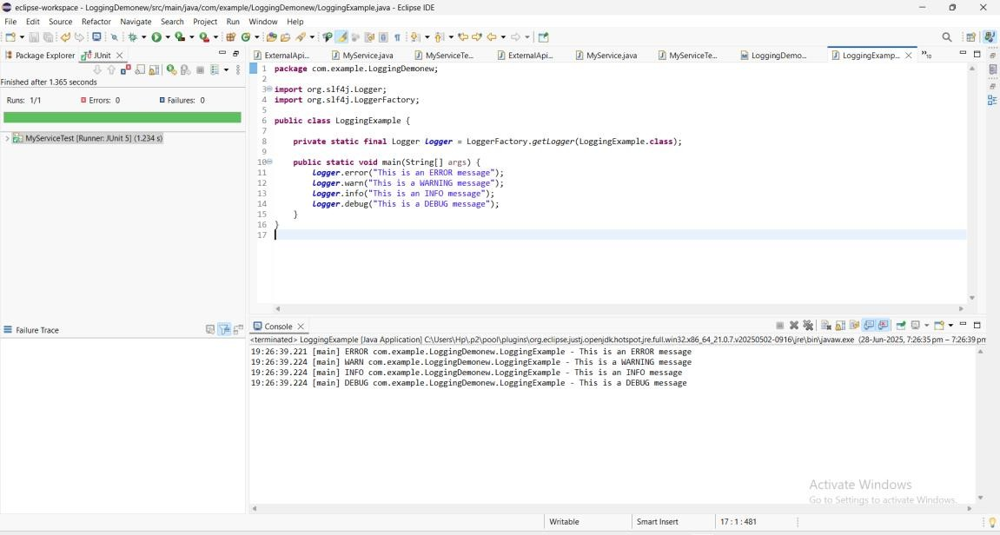 eclipse-workspace - LoggingDemonew/src/main/java/com/example/LoggingDemonew/LoggingExample.java - Eclipse IDE
File Edit Source Refactor Navigate Search Project Run Window Help
Package Explorer JUnit
Finished after 1.365 seconds
Runs: 1/1 Errors: 0 Failures: 0
MyServiceTest [Runner: JUnit 5] (1.234 s)
Failure Trace
ExternalApi... MyService.java MyServiceTe... ExternalApi... MyService.java MyServiceTe... LoggingDemo... LoggingExamp... »10
1 package com.example.LoggingDemonew;
2
3 import org.slf4j.Logger;
4 import org.slf4j.LoggerFactory;
5
6 public class LoggingExample {
7
8 private static final Logger logger = LoggerFactory.getLogger(LoggingExample.class);
9
10 public static void main(String[] args) {
11 logger.error("This is an ERROR message");
12 logger.warn("This is a WARNING message");
13 logger.info("This is an INFO message");
14 logger.debug("This is a DEBUG message");
15 }
16 }
17
Console
<terminated> LoggingExample [Java Application] C:\Users\Hp\.p2\pool\plugins\org.eclipse.justj.openjdk.hotspot.jre.full.win32.x86_64_21.0.7.v20250502-0916\jre\bin\javaw.exe (28-Jun-2025, 7:26:35 pm – 7:26:39 pm
19:26:39.221 [main] ERROR com.example.LoggingDemonew.LoggingExample - This is an ERROR message
19:26:39.224 [main] WARN com.example.LoggingDemonew.LoggingExample - This is a WARNING message
19:26:39.224 [main] INFO com.example.LoggingDemonew.LoggingExample - This is an INFO message
19:26:39.224 [main] DEBUG com.example.LoggingDemonew.LoggingExample - This is a DEBUG message
Activate Windows
Go to Settings to activate Windows.
Writable Smart Insert 17 : 1 : 481